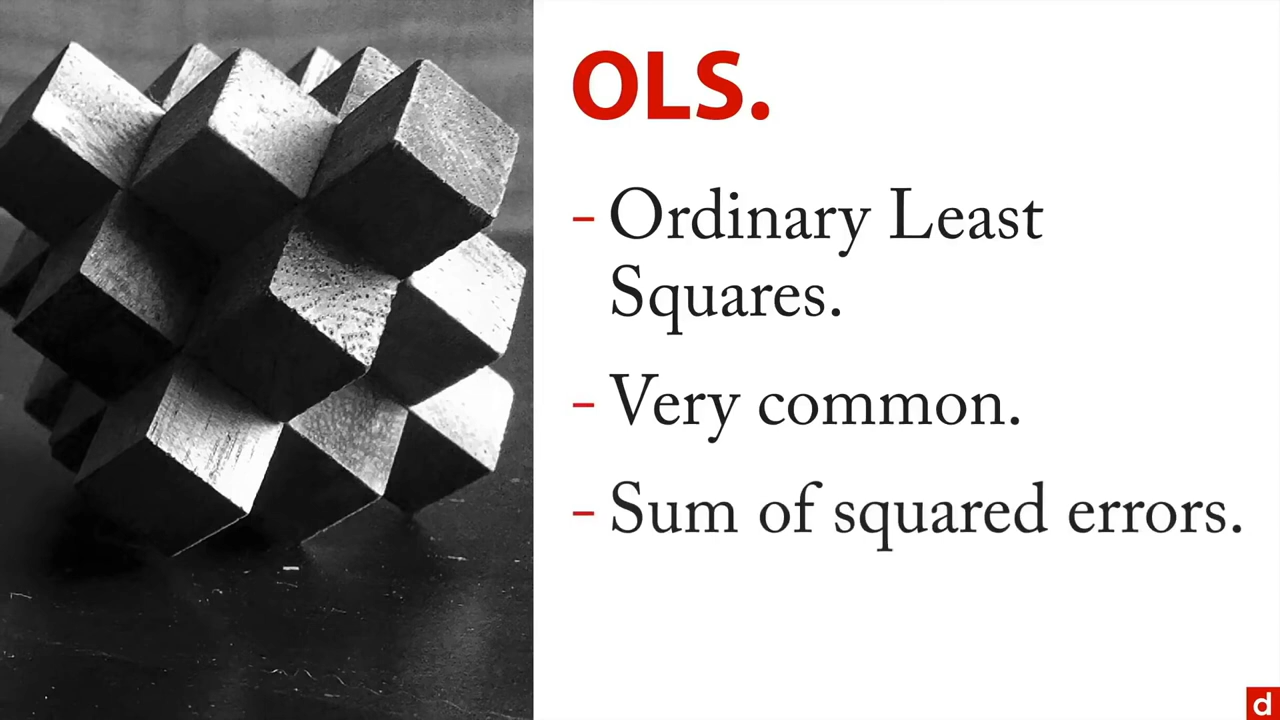 OLS.
- Ordinary Least
Squares.
- Very common.
- Sum of squared errors.
d